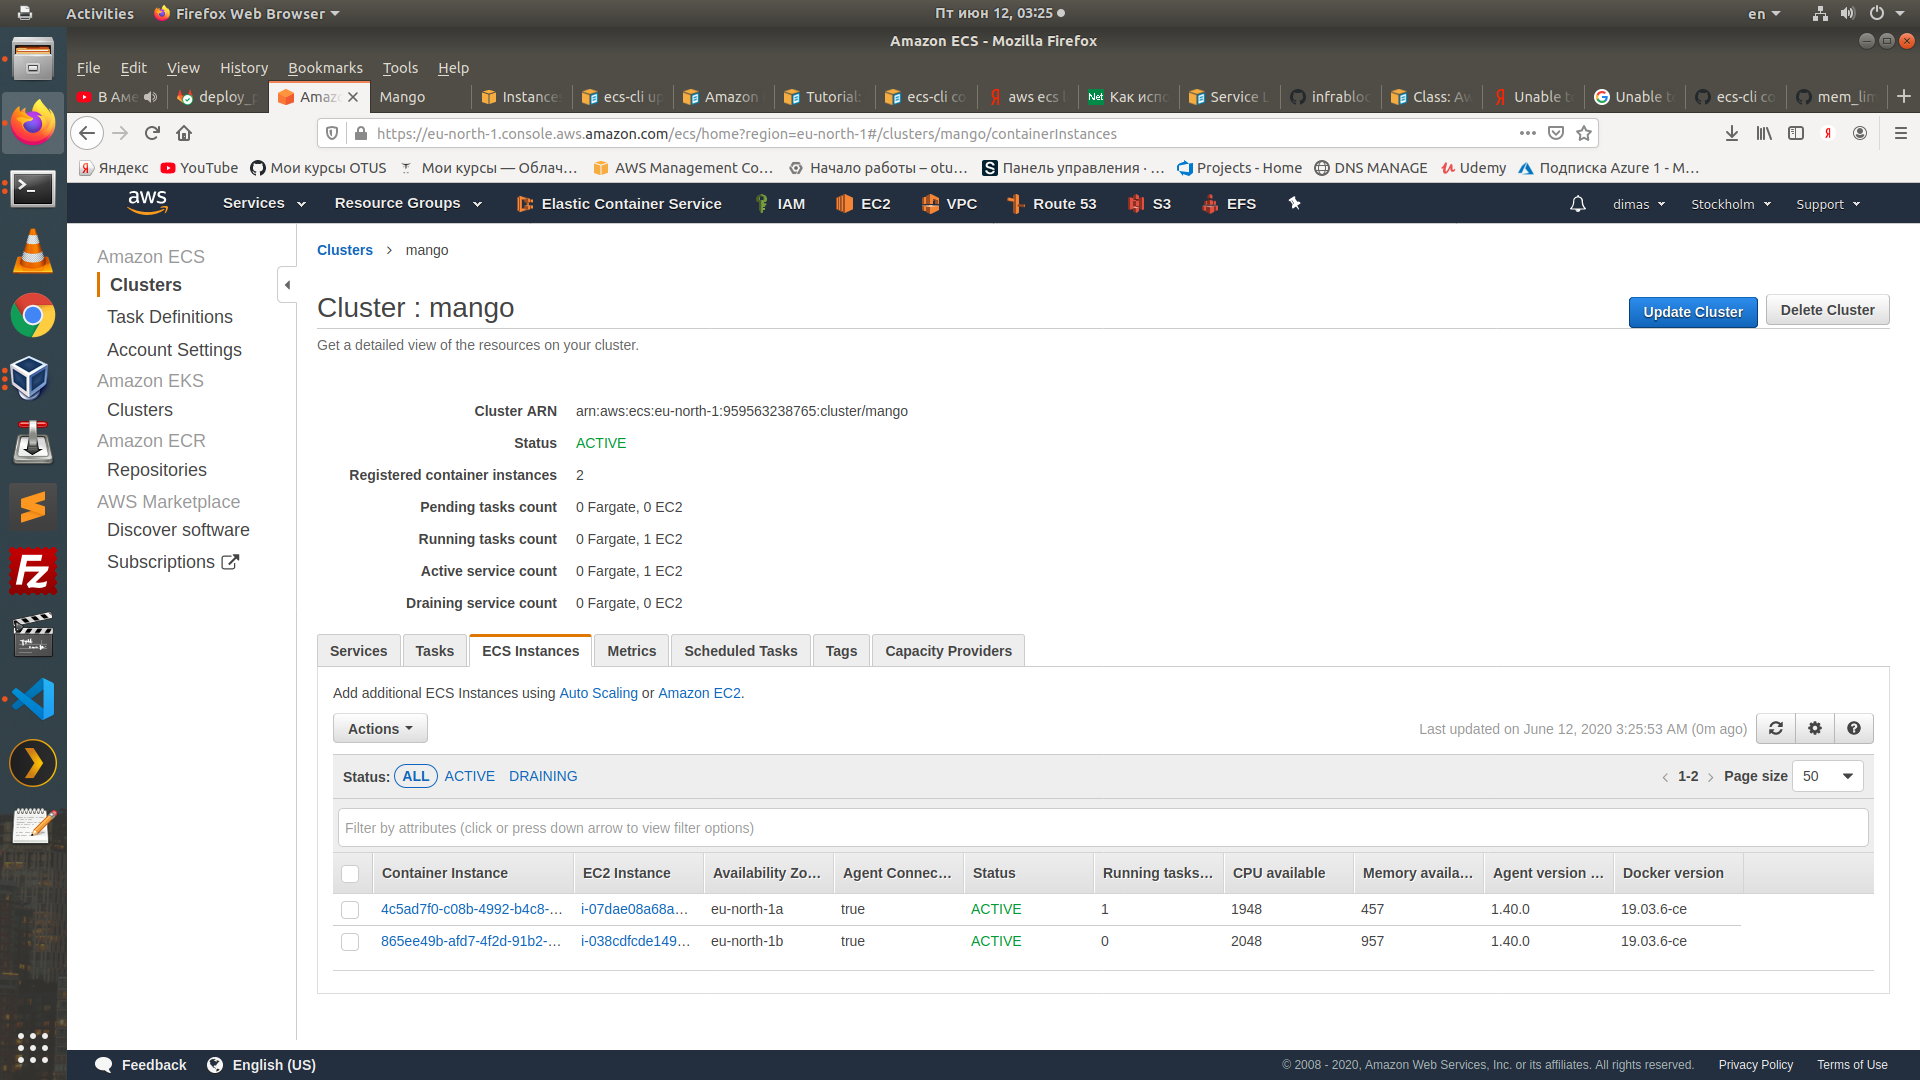 Activities Firefox Web Browser Пт июн 12, 03:25 en
Amazon ECS - Mozilla Firefox
File Edit View History Bookmarks Tools Help
В Аме deploy_ Amaz Mango Instance ecs-cli up Amazon Tutorial: ecs-cli co aws ecs Как испо Service L infrabloc Class: Aw Unable to Unable to ecs-cli co mem_lim
https://eu-north-1.console.aws.amazon.com/ecs/home?region=eu-north-1#/clusters/mango/containerInstances
Яндекс YouTube Мои курсы OTUS Мои курсы — Облач… AWS Management Co… Начало работы – otu… Панель управления · … Projects - Home DNS MANAGE Udemy Подписка Azure 1 - M…
aws Services Resource Groups Elastic Container Service IAM EC2 VPC Route 53 S3 EFS dimas Stockholm Support
Amazon ECS
Clusters
Task Definitions
Account Settings
Amazon EKS
Clusters
Amazon ECR
Repositories
AWS Marketplace
Discover software
Subscriptions
Clusters > mango
Cluster : mango
Update Cluster Delete Cluster
Get a detailed view of the resources on your cluster.
Cluster ARN arn:aws:ecs:eu-north-1:959563238765:cluster/mango
Status ACTIVE
Registered container instances 2
Pending tasks count 0 Fargate, 0 EC2
Running tasks count 0 Fargate, 1 EC2
Active service count 0 Fargate, 1 EC2
Draining service count 0 Fargate, 0 EC2
Services Tasks ECS Instances Metrics Scheduled Tasks Tags Capacity Providers
Add additional ECS Instances using Auto Scaling or Amazon EC2.
Actions Last updated on June 12, 2020 3:25:53 AM (0m ago)
Status: ALL ACTIVE DRAINING 1-2 Page size 50
Filter by attributes (click or press down arrow to view filter options)
Container Instance EC2 Instance Availability Zo… Agent Connec… Status Running tasks… CPU available Memory availa… Agent version … Docker version
4c5ad7f0-c08b-4992-b4c8-… i-07dae08a68a… eu-north-1a true ACTIVE 1 1948 457 1.40.0 19.03.6-ce
865ee49b-afd7-4f2d-91b2-… i-038cdfcde149… eu-north-1b true ACTIVE 0 2048 957 1.40.0 19.03.6-ce
Feedback English (US) © 2008 - 2020, Amazon Web Services, Inc. or its affiliates. All rights reserved. Privacy Policy Terms of Use